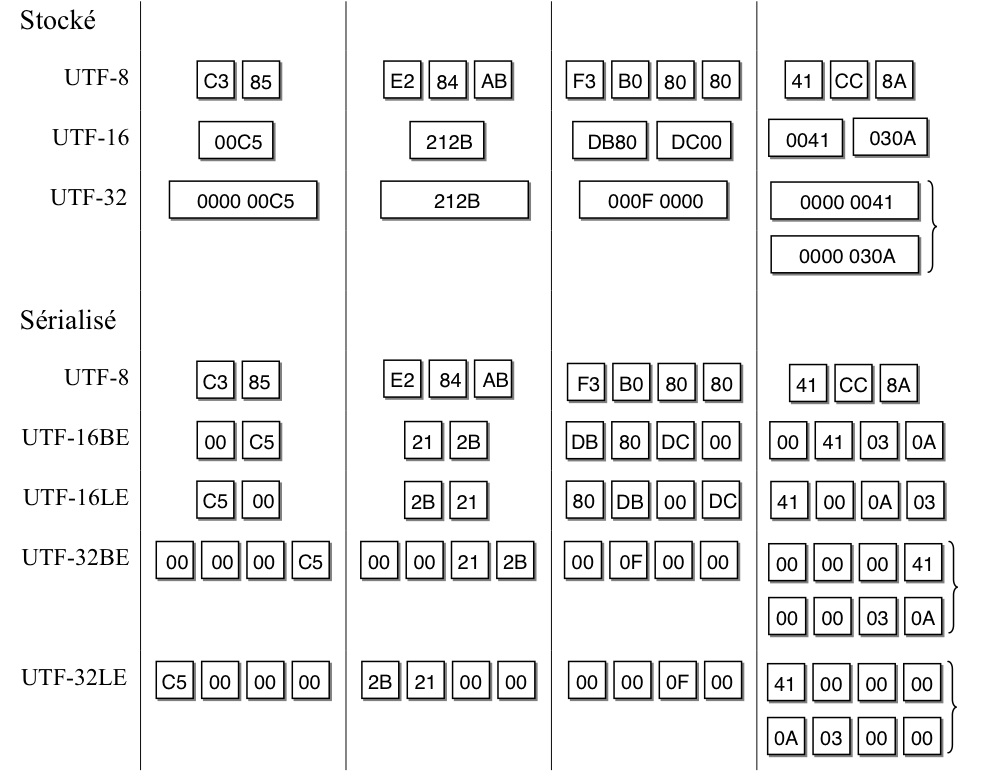 Stocké
UTF-8 C3 85 E2 84 AB F3 B0 80 80 41 CC 8A
UTF-16 00C5 212B DB80 DC00 0041 030A
UTF-32 0000 00C5 212B 000F 0000 0000 0041
0000 030A
Sérialisé
UTF-8 C3 85 E2 84 AB F3 B0 80 80 41 CC 8A
UTF-16BE 00 C5 21 2B DB 80 DC 00 00 41 03 0A
UTF-16LE C5 00 2B 21 80 DB 00 DC 41 00 0A 03
UTF-32BE 00 00 00 C5 00 00 21 2B 00 0F 00 00 00 00 00 41
00 00 03 0A
UTF-32LE C5 00 00 00 2B 21 00 00 00 00 0F 00 41 00 00 00
0A 03 00 00